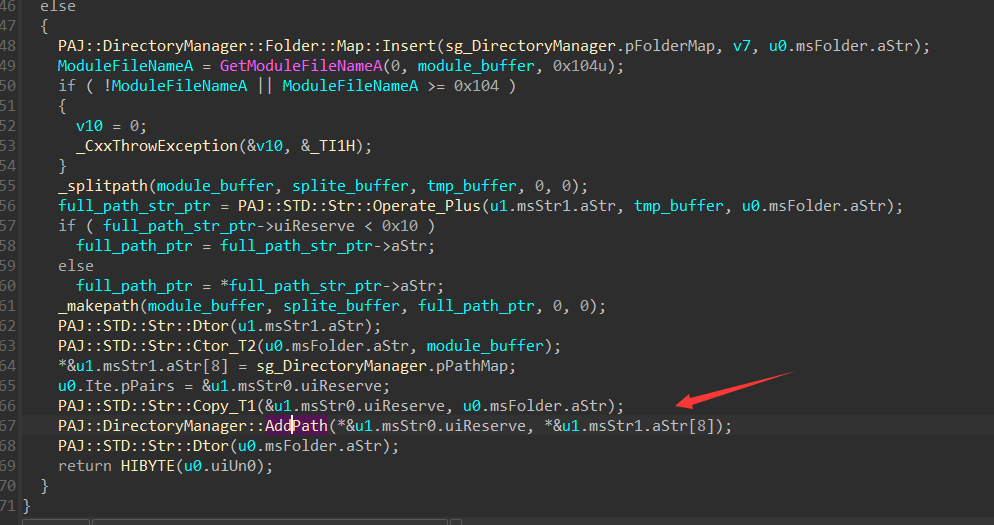 46 else
47 {
48 PAJ::DirectoryManager::Folder::Map::Insert(sg_DirectoryManager.pFolderMap, v7, u0.msFolder.aStr);
49 ModuleFileNameA = GetModuleFileNameA(0, module_buffer, 0x104u);
50 if ( !ModuleFileNameA || ModuleFileNameA >= 0x104 )
51 {
52 v10 = 0;
53 _CxxThrowException(&v10, &_TI1H);
54 }
55 _splitpath(module_buffer, splite_buffer, tmp_buffer, 0, 0);
56 full_path_str_ptr = PAJ::STD::Str::Operate_Plus(u1.msStr1.aStr, tmp_buffer, u0.msFolder.aStr);
57 if ( full_path_str_ptr->uiReserve < 0x10 )
58 full_path_ptr = full_path_str_ptr->aStr;
59 else
60 full_path_ptr = *full_path_str_ptr->aStr;
61 _makepath(module_buffer, splite_buffer, full_path_ptr, 0, 0);
62 PAJ::STD::Str::Dtor(u1.msStr1.aStr);
63 PAJ::STD::Str::Ctor_T2(u0.msFolder.aStr, module_buffer);
64 *&u1.msStr1.aStr[8] = sg_DirectoryManager.pPathMap;
65 u0.Ite.pPairs = &u1.msStr0.uiReserve;
66 PAJ::STD::Str::Copy_T1(&u1.msStr0.uiReserve, u0.msFolder.aStr);
67 PAJ::DirectoryManager::AddPath(*&u1.msStr0.uiReserve, *&u1.msStr1.aStr[8]);
68 PAJ::STD::Str::Dtor(u0.msFolder.aStr);
69 return HIBYTE(u0.uiUn0);
70 }
71 }